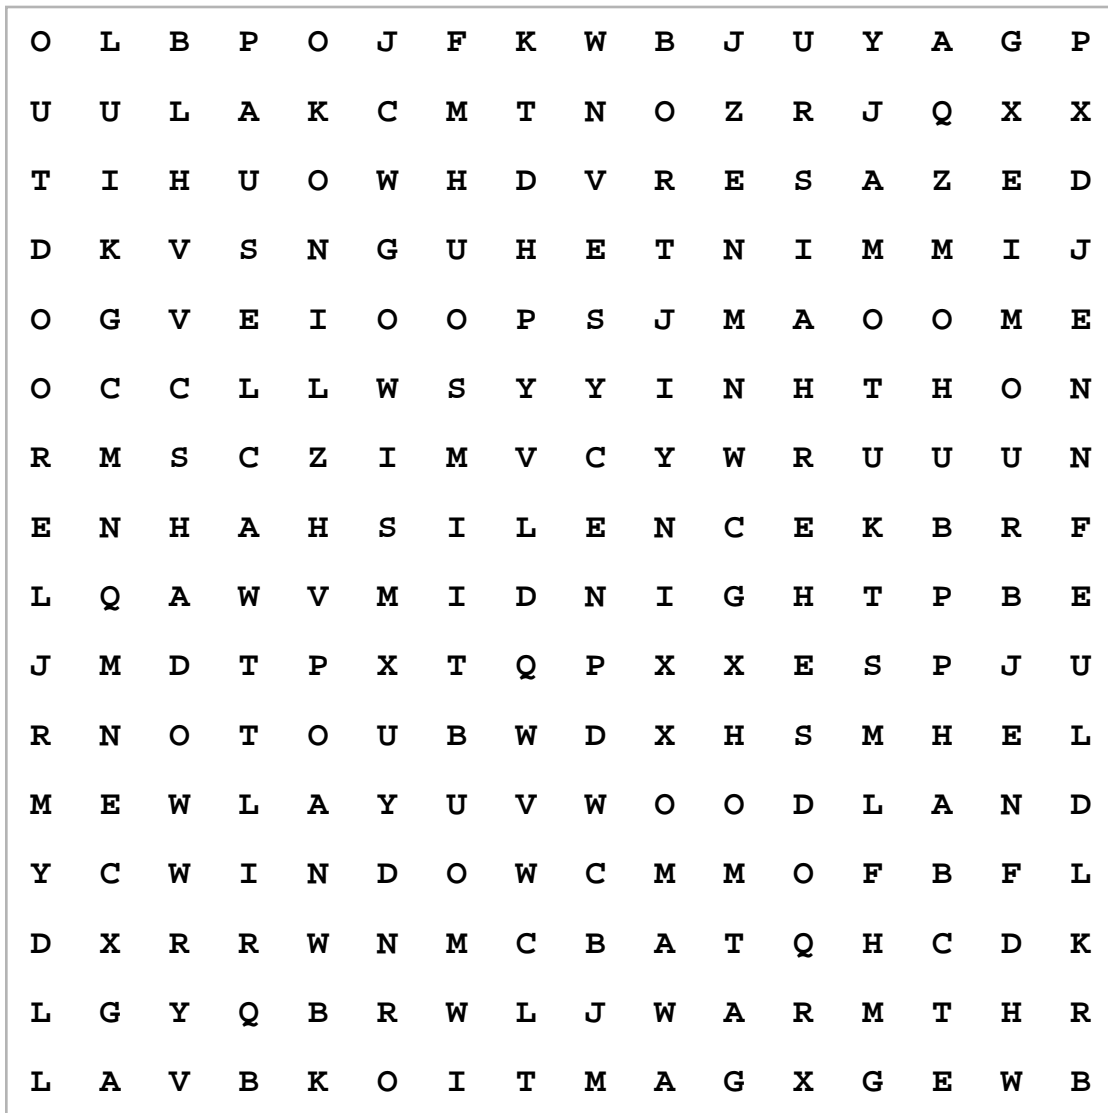 O L B P O J F K W B J U Y A G P
U U L A K C M T N O Z R J Q X X
T I H U O W H D V R E S A Z E D
D K V S N G U H E T N I M M I J
O G V E I O O P S J M A O O M E
O C C L L W S Y Y I N H T H O N
R M S C Z I M V C Y W R U U U N
E N H A H S I L E N C E K B R F
L Q A W V M I D N I G H T P B E
J M D T P X T Q P X X E S P J U
R N O T O U B W D X H S M H E L
M E W L A Y U V W O O D L A N D
Y C W I N D O W C M M O F B F L
D X R R W N M C B A T Q H C D K
L G Y Q B R W L J W A R M T H R
L A V B K O I T M A G X G E W B